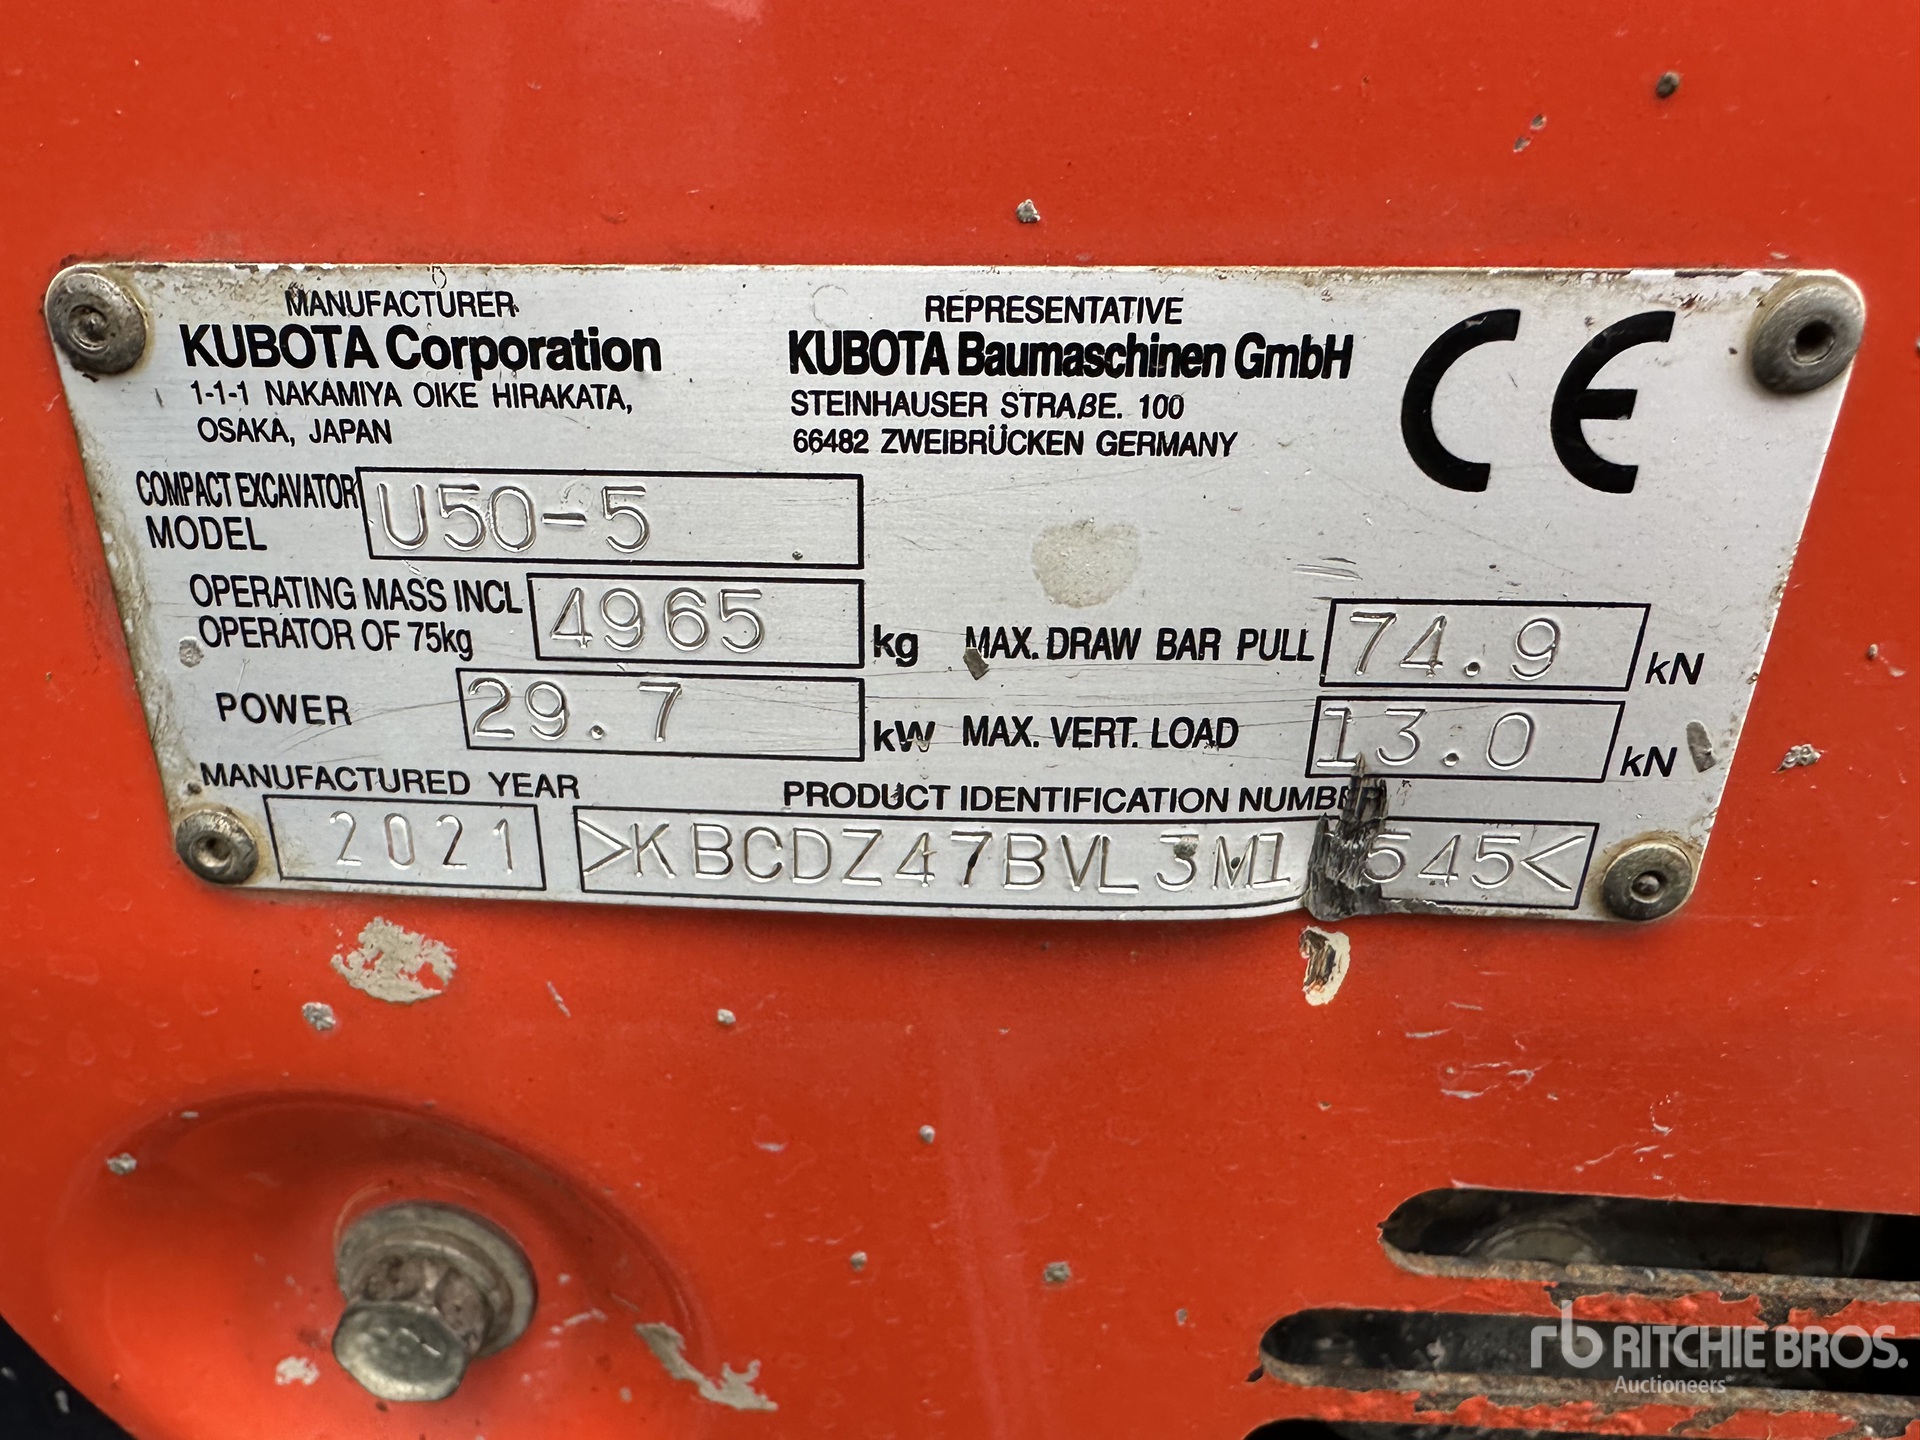 MANUFACTURER
KUBOTA Corporation
1-1-1 NAKAMIYA OIKE HIRAKATA,
OSAKA, JAPAN
REPRESENTATIVE
KUBOTA Baumaschinen GmbH
STEINHAUSER STRAßE. 100
66482 ZWEIBRÜCKEN GERMANY
CE
COMPACT EXCAVATOR
MODEL
U50-5
OPERATING MASS INCL
OPERATOR OF 75kg
4965 kg
MAX. DRAW BAR PULL 74.9 kN
POWER 29.7 kW
MAX. VERT. LOAD 13.0 kN
MANUFACTURED YEAR
2021
PRODUCT IDENTIFICATION NUMBER
rb RITCHIE BROS.
Auctioneers